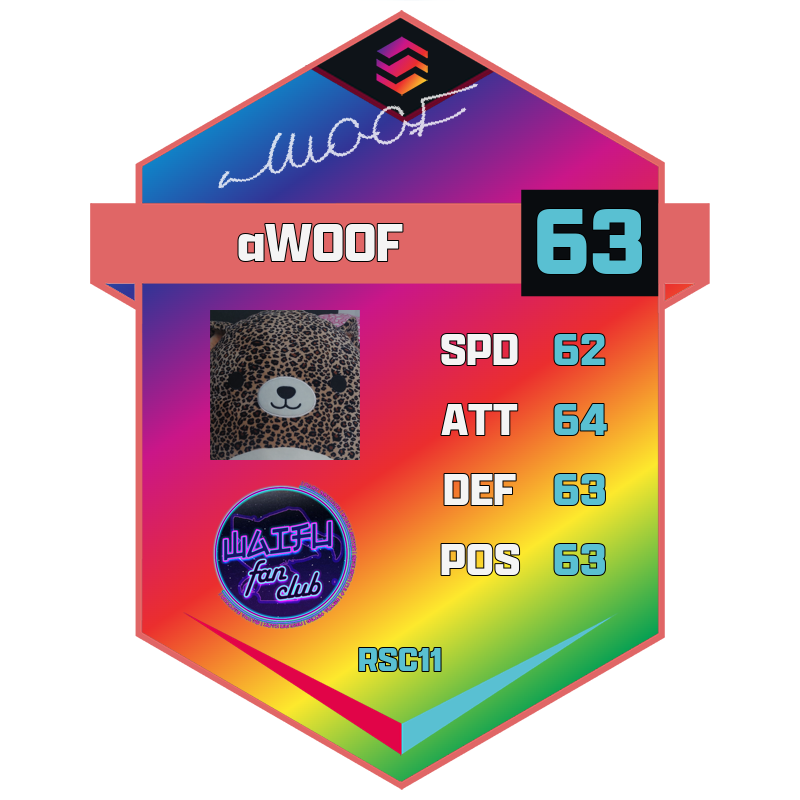 aWOOF
aWOOF
63
SPD 62
ATT 64
DEF 63
POS 63
WAIFU
fan
club
RSC11